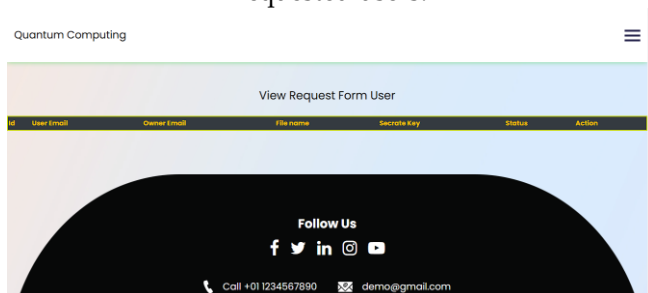 Quantum Computing
View Request Form User
Id User Email Owner Email File name Secrate Key Status Action
Follow Us
Call +01 1234567890 demo@gmail.com